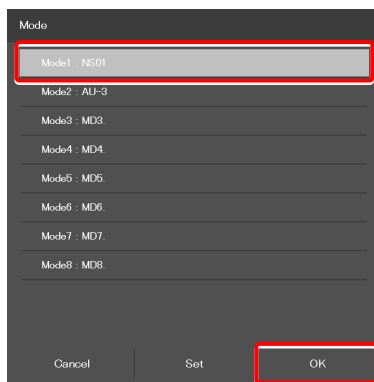 Mode
Mode1 : NS01
Mode2 : AU-3
Mode3 : MD3.
Mode4 : MD4.
Mode5 : MD5.
Mode6 : MD6.
Mode7 : MD7.
Mode8 : MD8.
Cancel Set OK